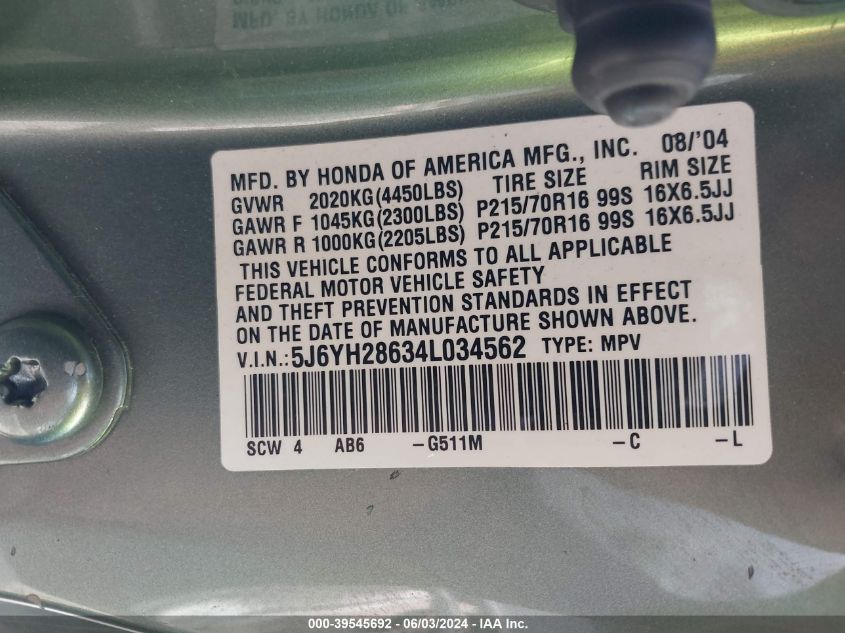 MFD. BY HONDA OF AMERICA MFG., INC. 08/'04
GVWR 2020KG(4450LBS) TIRE SIZE RIM SIZE
GAWR F 1045KG(2300LBS) P215/70R16 99S 16X6.5JJ
GAWR R 1000KG(2205LBS) P215/70R16 99S 16X6.5JJ
THIS VEHICLE CONFORMS TO ALL APPLICABLE
FEDERAL MOTOR VEHICLE SAFETY
AND THEFT PREVENTION STANDARDS IN EFFECT
ON THE DATE OF MANUFACTURE SHOWN ABOVE.
V.I.N.: 5J6YH28634L034562 TYPE: MPV
SCW 4 AB6 -G511M -C -L
000-39545692 - 06/03/2024 - IAA Inc.